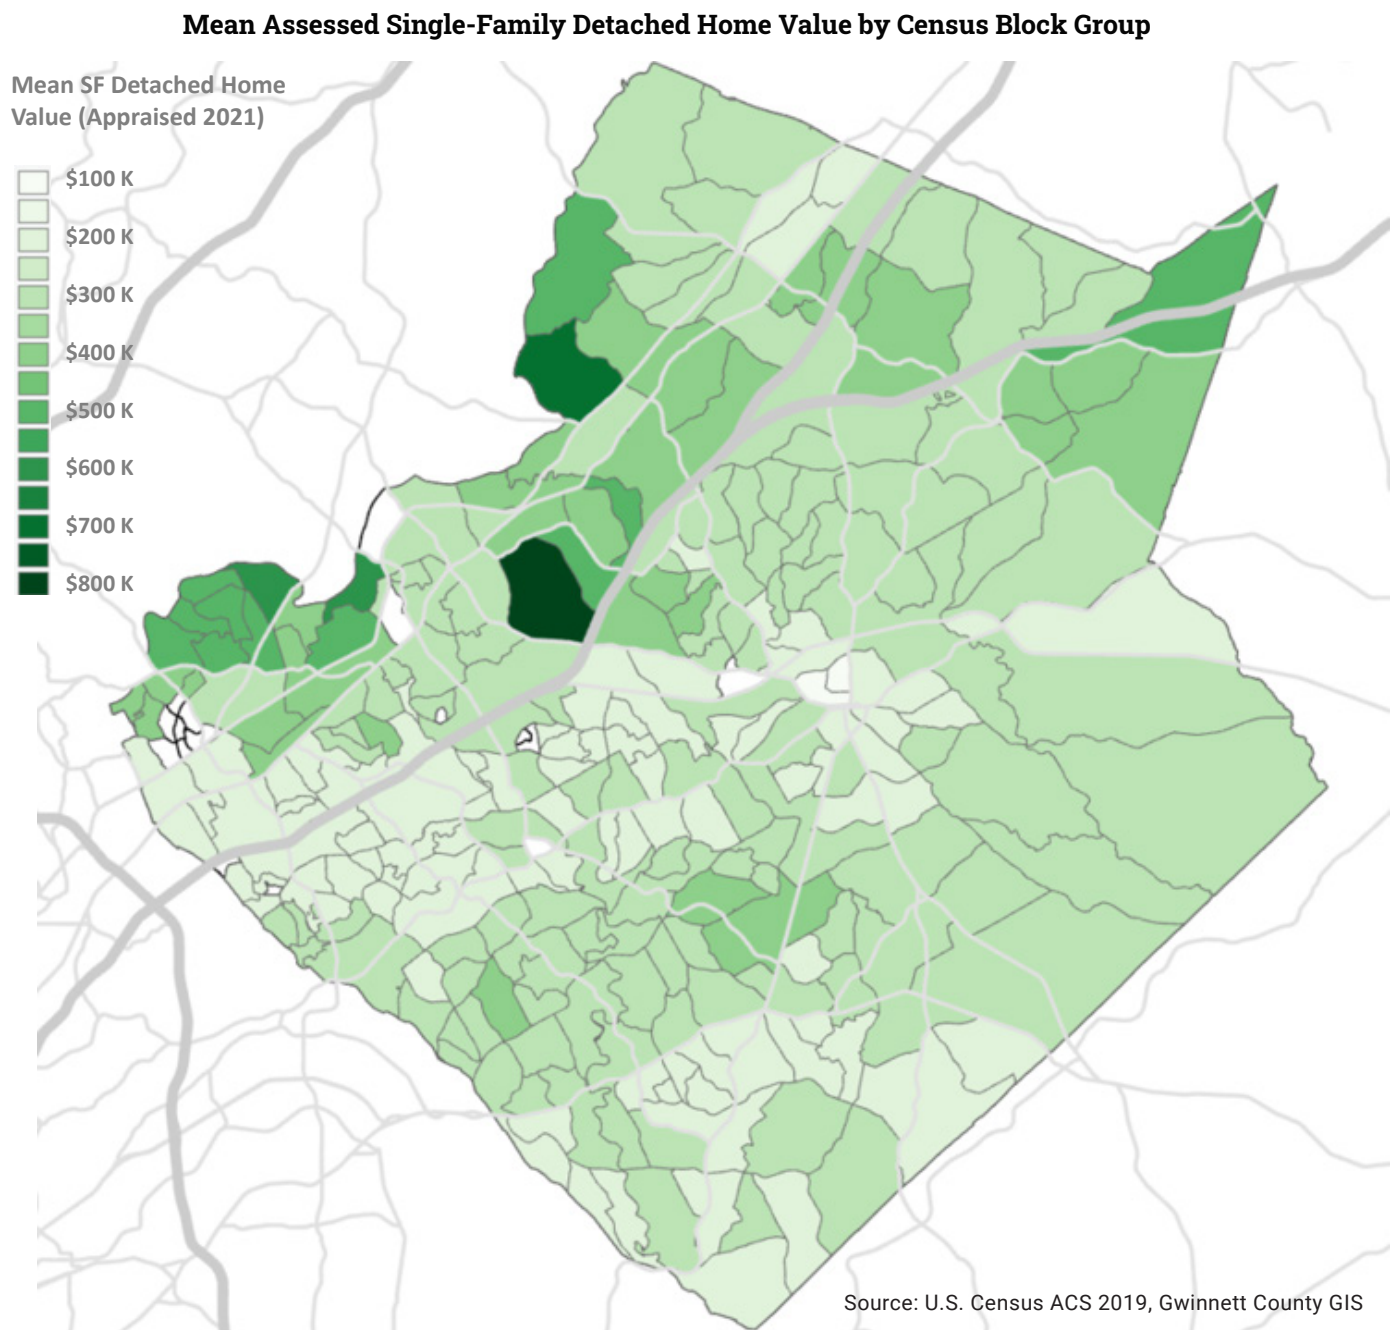 Mean Assessed Single-Family Detached Home Value by Census Block Group
Mean SF Detached Home
Value (Appraised 2021)
$100 K
$200 K
$300 K
$400 K
$500 K
$600 K
$700 K
$800 K
Source: U.S. Census ACS 2019, Gwinnett County GIS